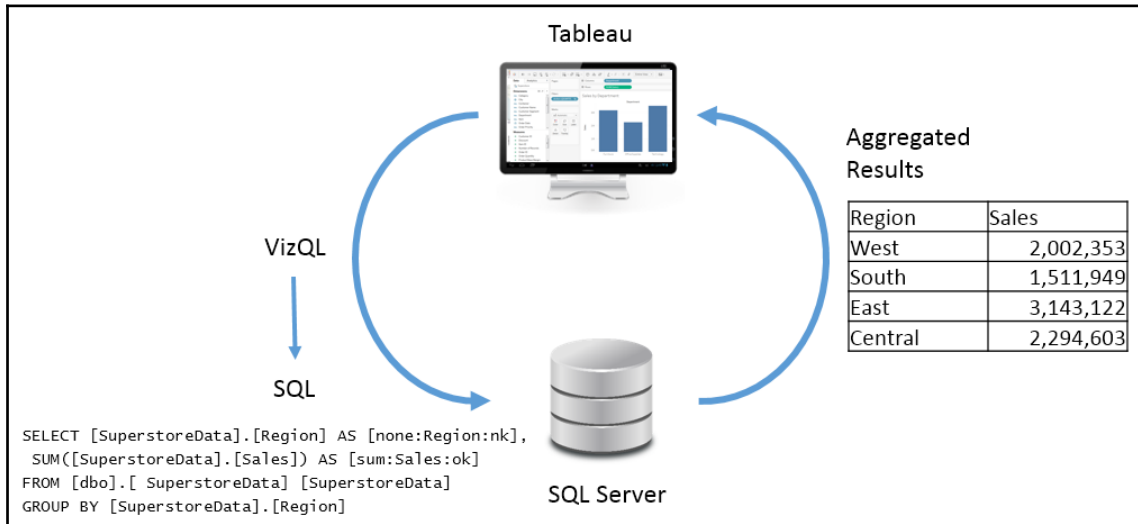 Tableau
VizQL
SQL
SELECT [SuperstoreData].[Region] AS [none:Region:nk],
SUM([SuperstoreData].[Sales]) AS [sum:Sales:ok]
FROM [dbo].[ SuperstoreData] [SuperstoreData]
GROUP BY [SuperstoreData].[Region]
SQL Server
Aggregated
Results
Region Sales
West 2,002,353
South 1,511,949
East 3,143,122
Central 2,294,603